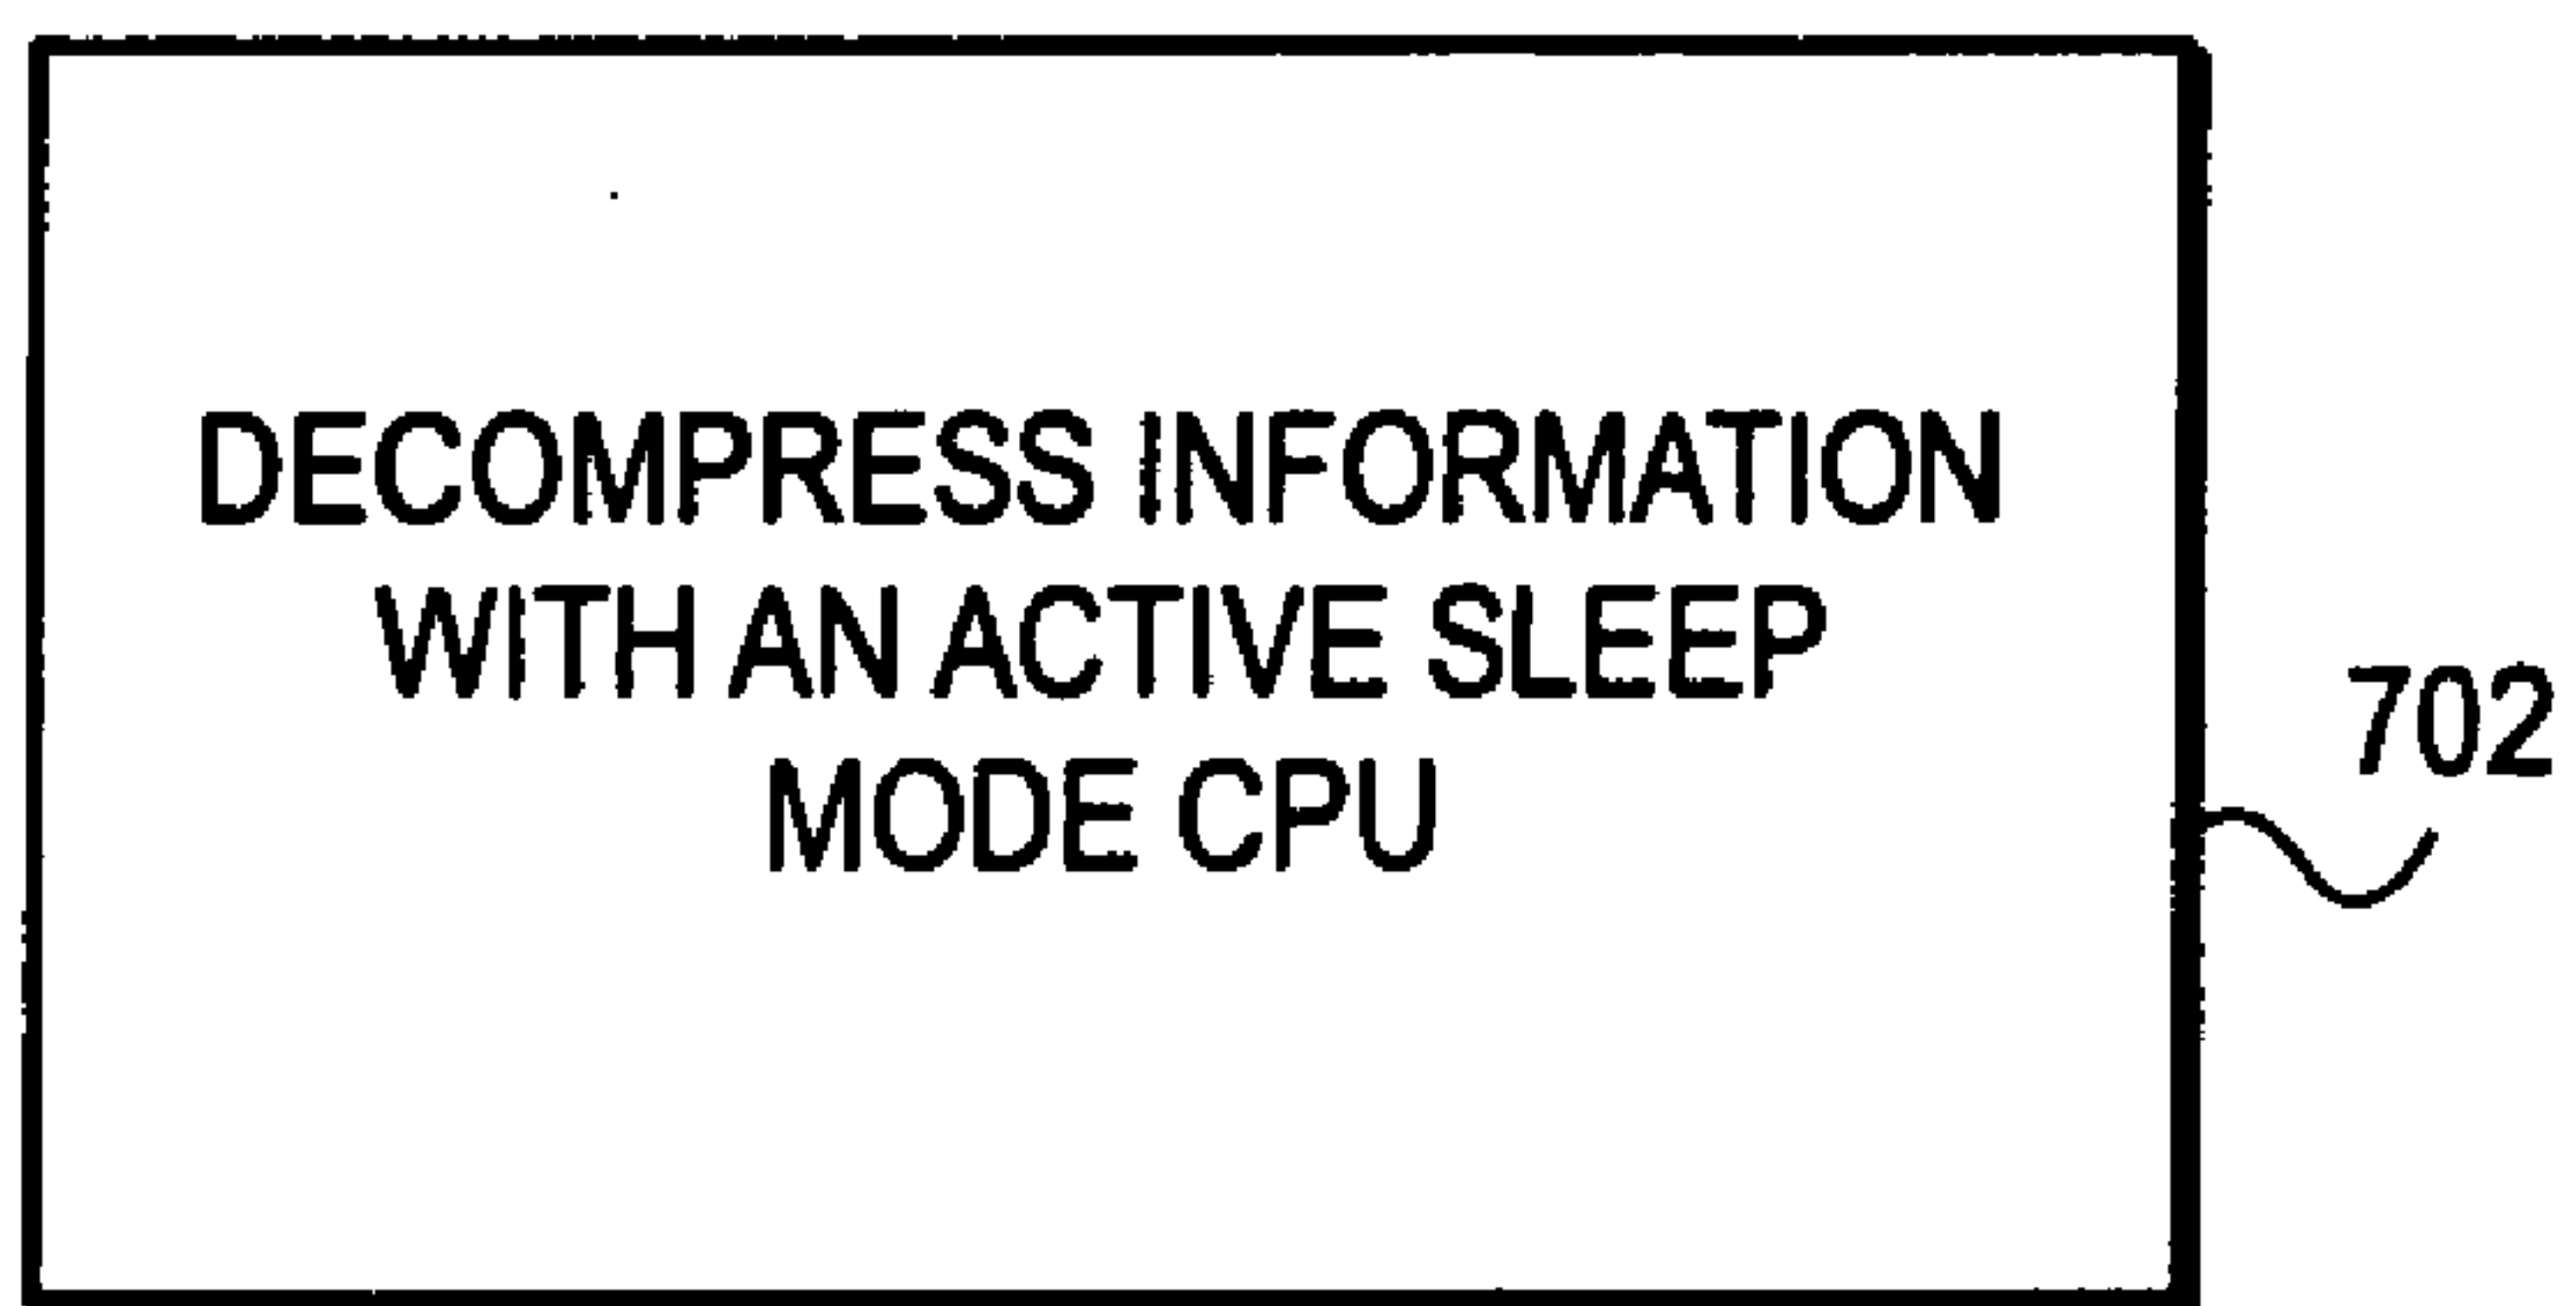 DECOMPRESS INFORMATION
WITH AN ACTIVE SLEEP
MODE CPU
702